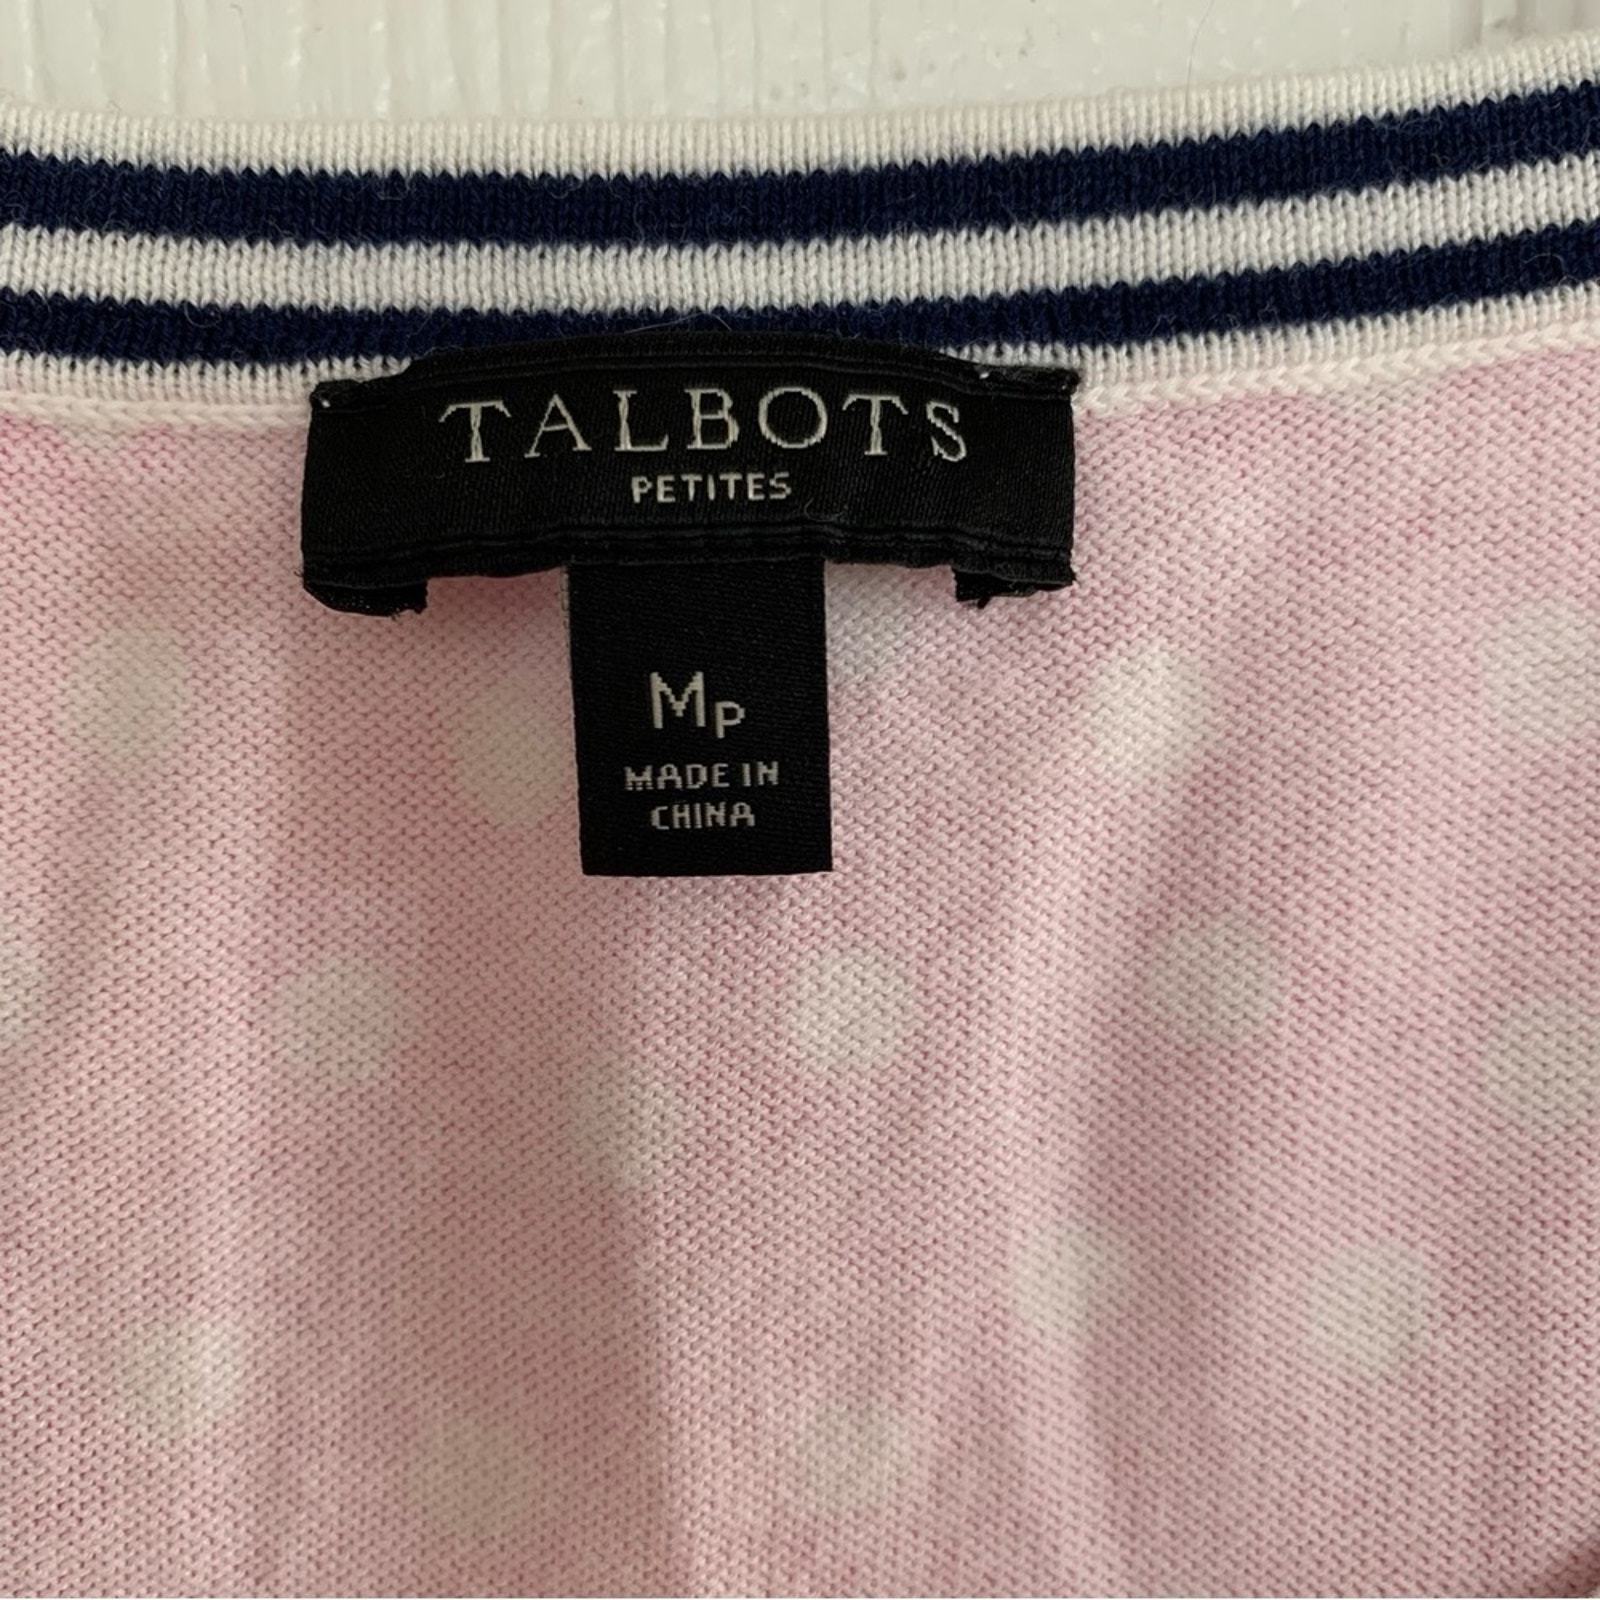 TALBOTS
PETITES
MP
MADE IN
CHINA